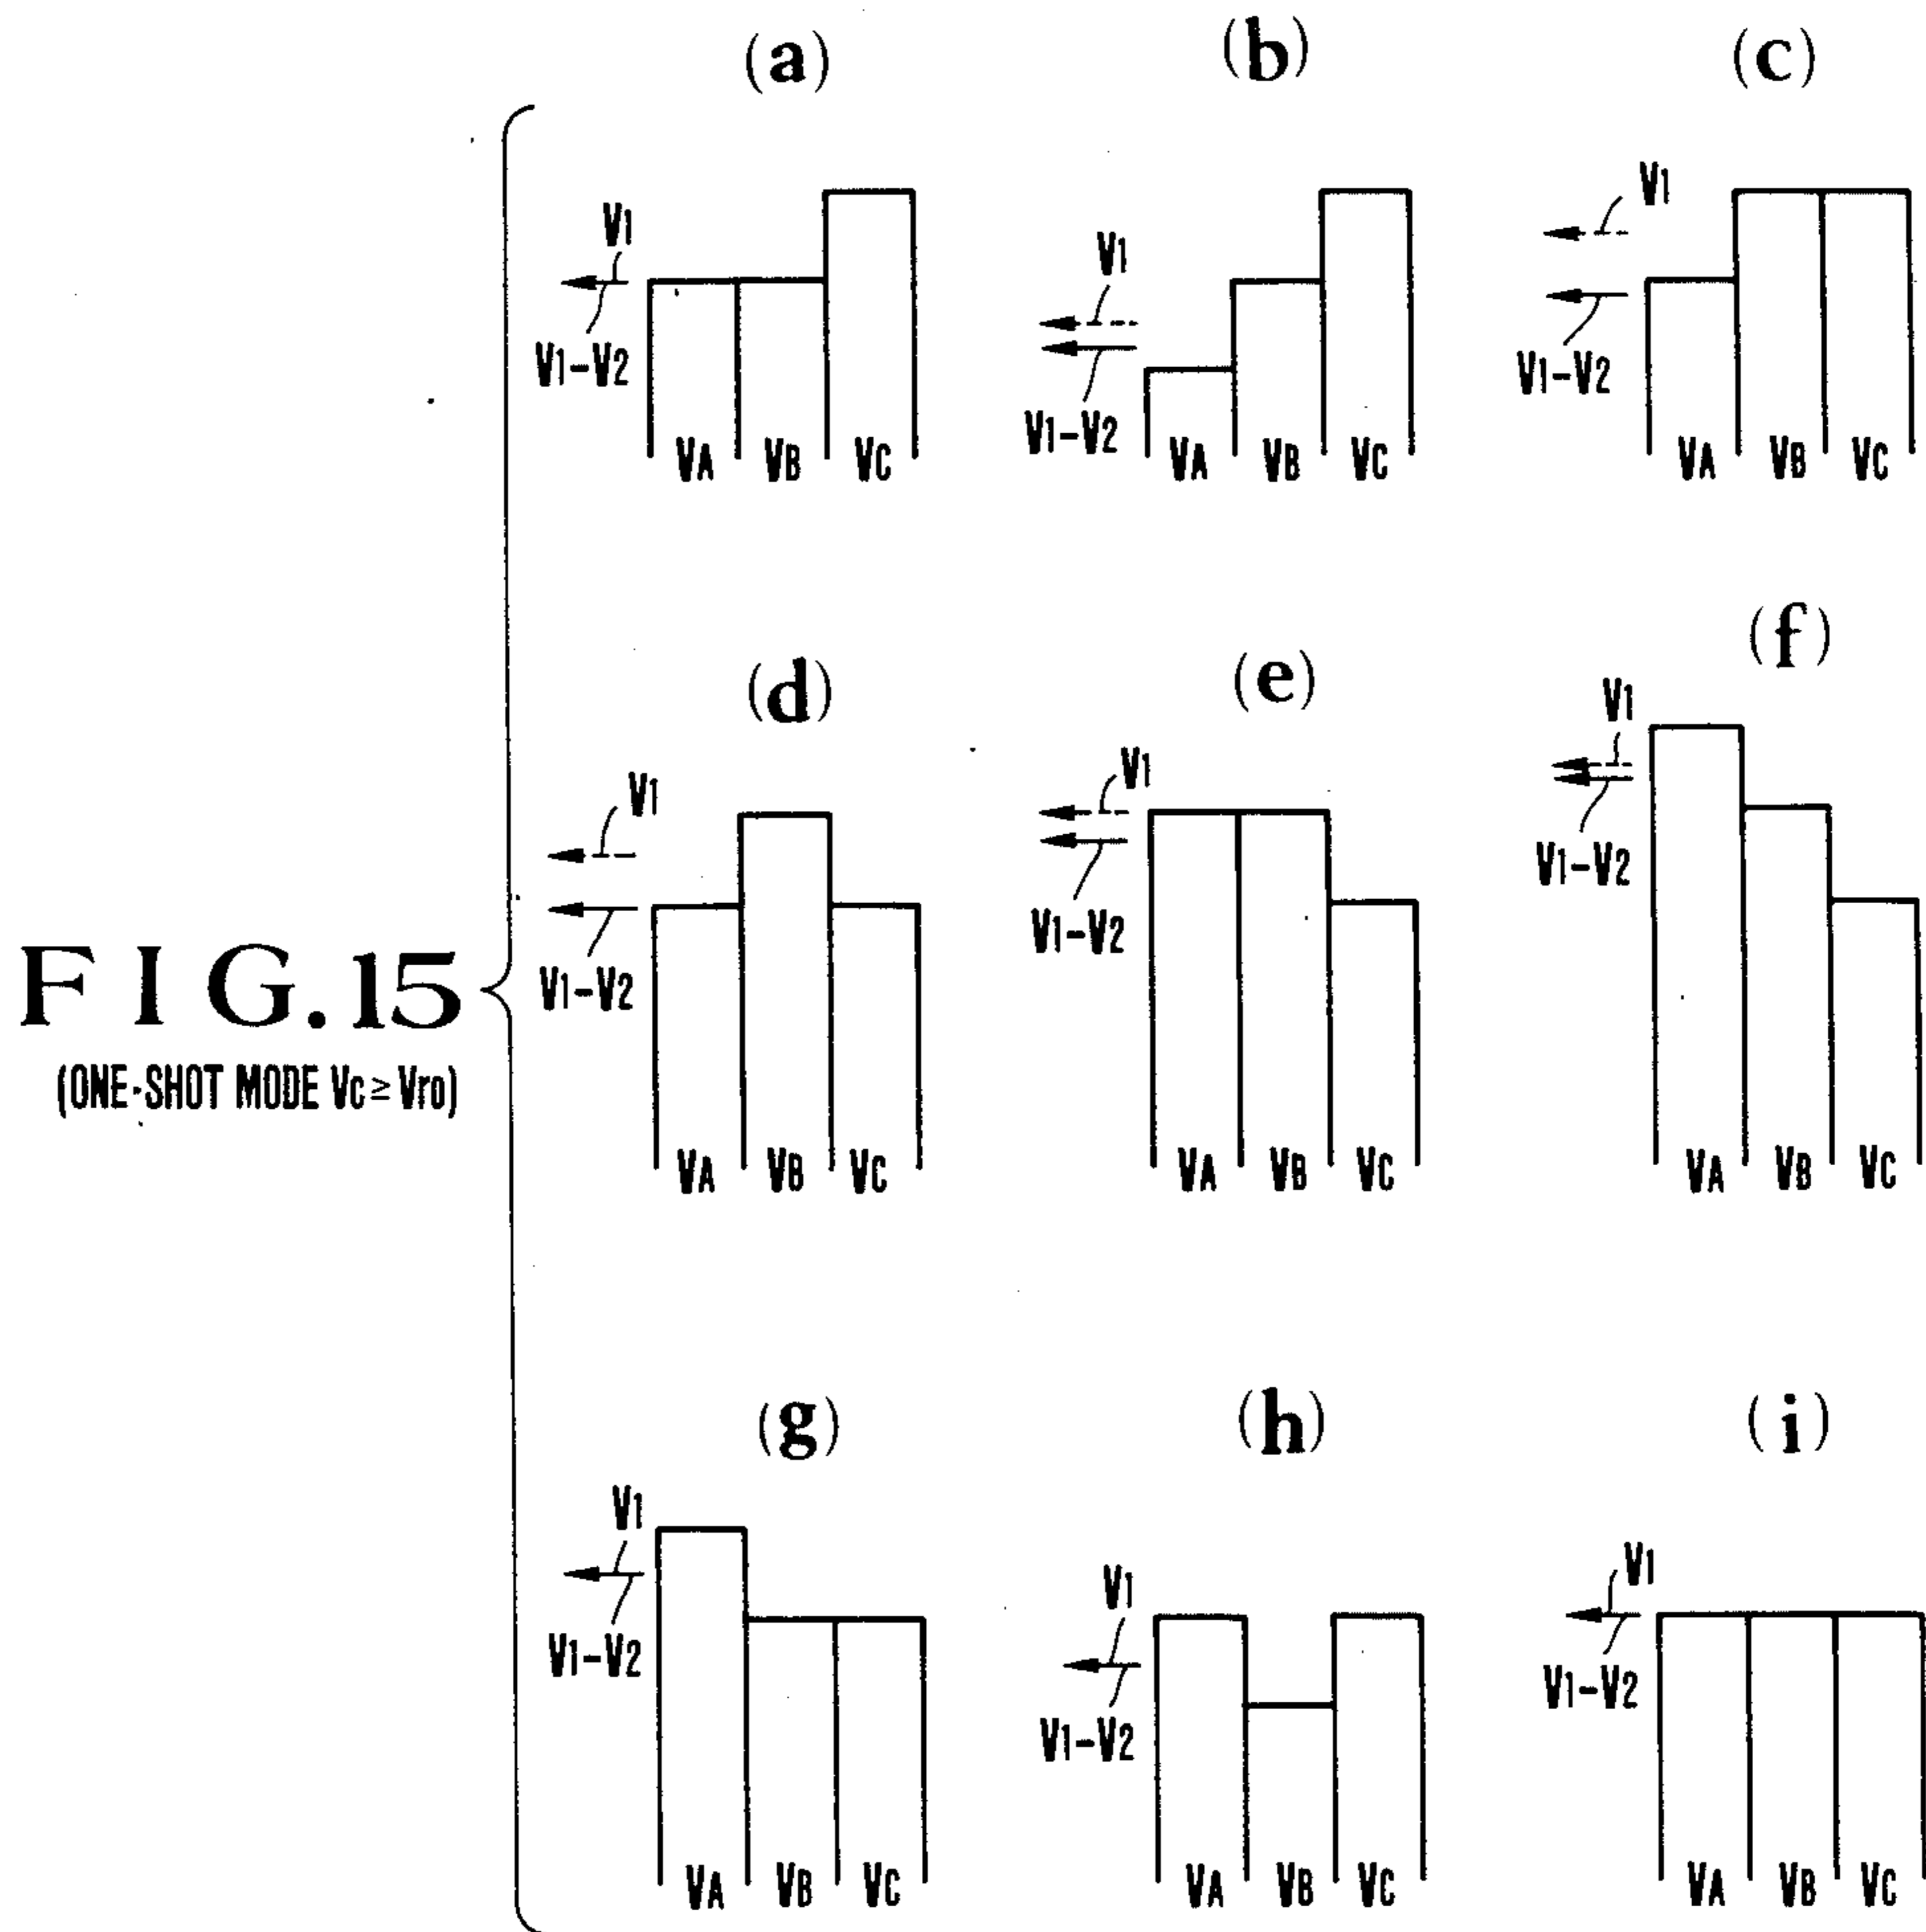 (a)
(b)
(c)
V1
V1-V2
VA VB VC
V1
V1-V2
VA VB VC
V1
V1-V2
VA VB VC
(d)
(e)
(f)
V1
V1-V2
VA VB VC
V1
V1-V2
VA VB VC
V1
V1-V2
VA VB VC
FIG.15
(ONE-SHOT MODE Vc ≥ Vro)
(g)
(h)
(i)
V1
V1-V2
VA VB VC
V1
V1-V2
VA VB VC
V1
V1-V2
VA VB VC